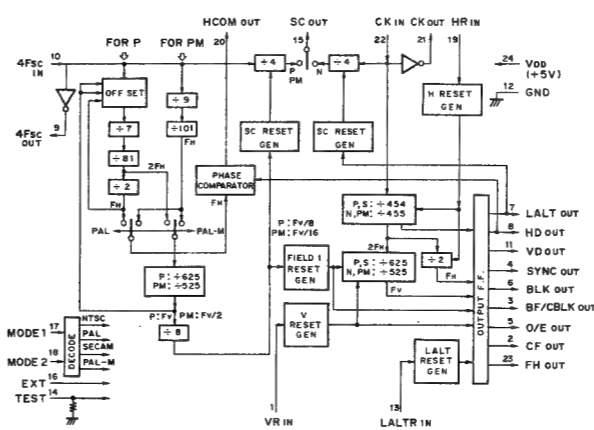 HCOM OUT
SC OUT
CK IN CK OUT HR IN
FOR P FOR PM
20
15
22
21
19
10
4FSC IN
÷4
P
PM
N
÷4
24 VDD (+5V)
12 GND
OFF SET
÷9
H RESET GEN
÷7
÷101
SC RESET GEN
SC RESET GEN
9
4FSC OUT
÷81
FH
2FH
÷2
PHASE COMPARATOR
FH
FH
P,S: ÷454
N,PM: ÷455
PAL
PAL-M
P: FV/8
PM: FV/16
2FH
÷2
FH
P: ÷625
PM: ÷525
FIELD 1 RESET GEN
P,S: ÷625
N,PM: ÷525
FV
P: FV
PM: FV/2
÷8
V RESET GEN
LALT RESET GEN
OUTPUT F.F.
7 LALT OUT
8 HD OUT
11 VD OUT
4 SYNC OUT
6 BLK OUT
3 BF/CBLK OUT
5 O/E OUT
2 CF OUT
23 FH OUT
MODE 1 17
MODE 2 18
DECODE
NTSC
PAL
SECAM
PAL-M
EXT 16
TEST 14
1
VR IN
13
LALTR IN